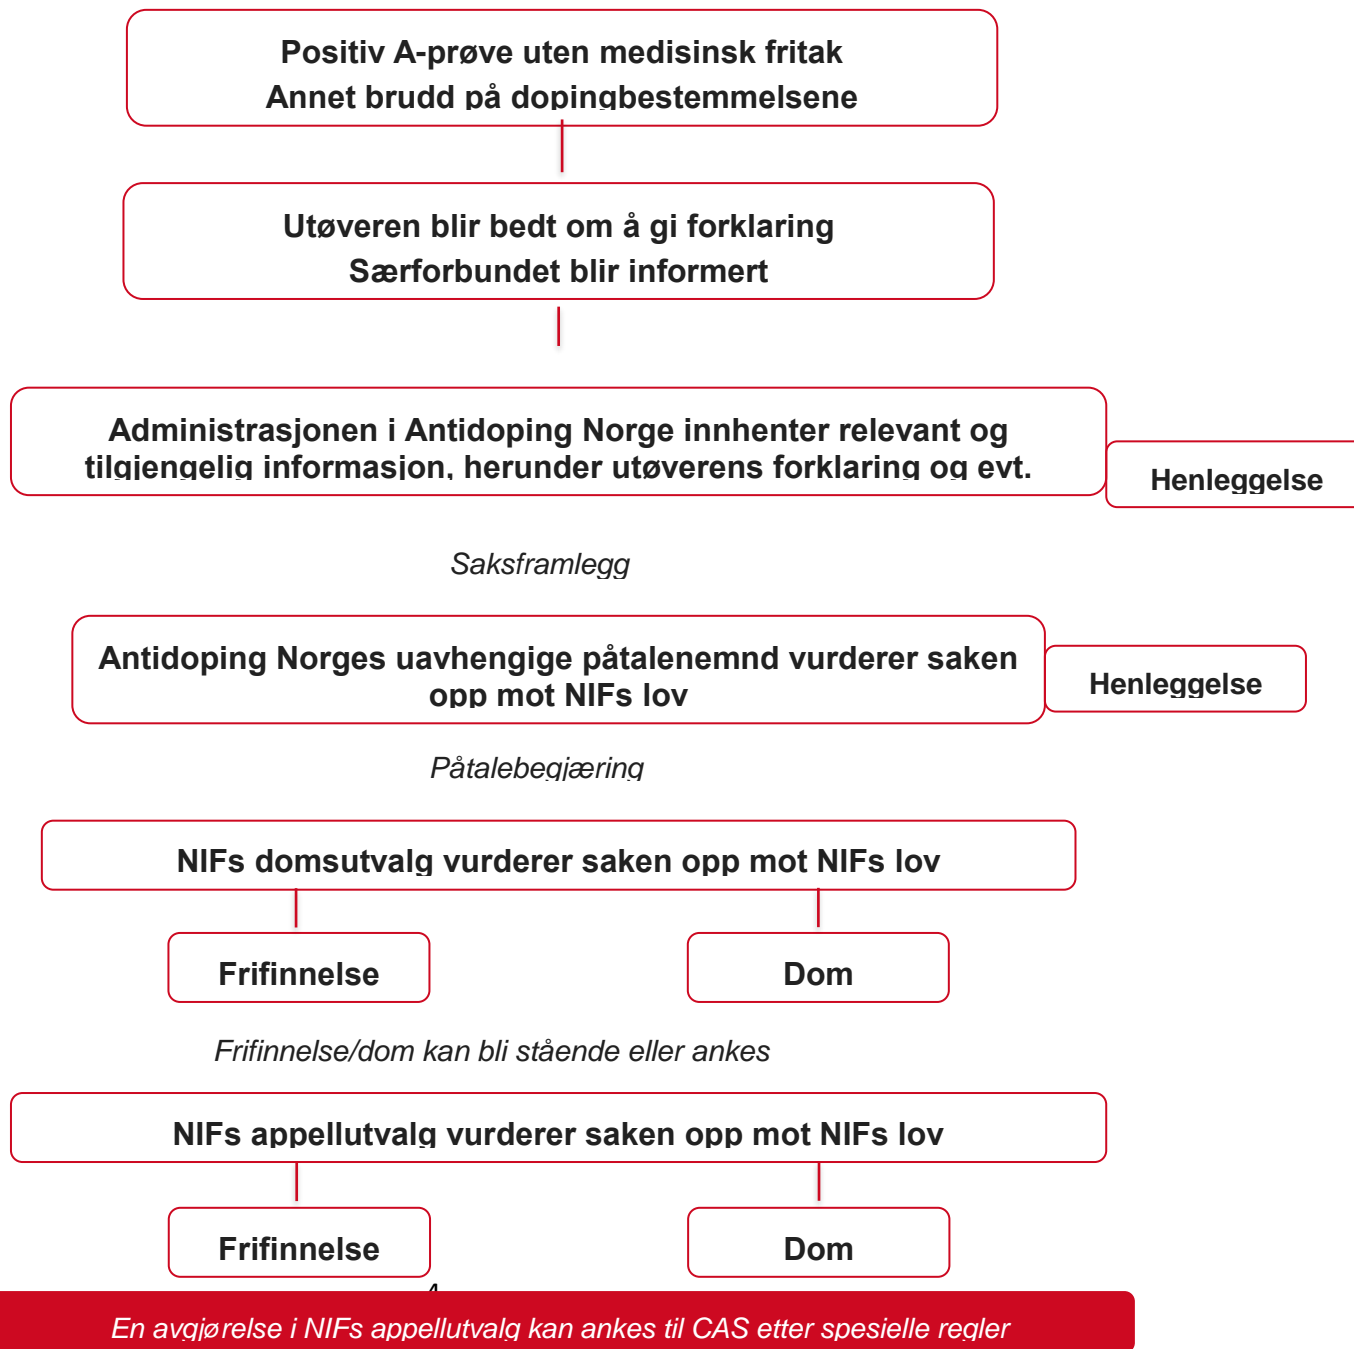 Positiv A-prøve uten medisinsk fritak
Annet brudd på dopingbestemmelsene
Utøveren blir bedt om å gi forklaring
Særforbundet blir informert
Administrasjonen i Antidoping Norge innhenter relevant og
tilgjengelig informasjon, herunder utøverens forklaring og evt.
Henleggelse
Saksframlegg
Antidoping Norges uavhengige påtalenemnd vurderer saken
opp mot NIFs lov
Henleggelse
Påtalebegjæring
NIFs domsutvalg vurderer saken opp mot NIFs lov
Frifinnelse
Dom
Frifinnelse/dom kan bli stående eller ankes
NIFs appellutvalg vurderer saken opp mot NIFs lov
Frifinnelse
Dom
En avgjørelse i NIFs appellutvalg kan ankes til CAS etter spesielle regler